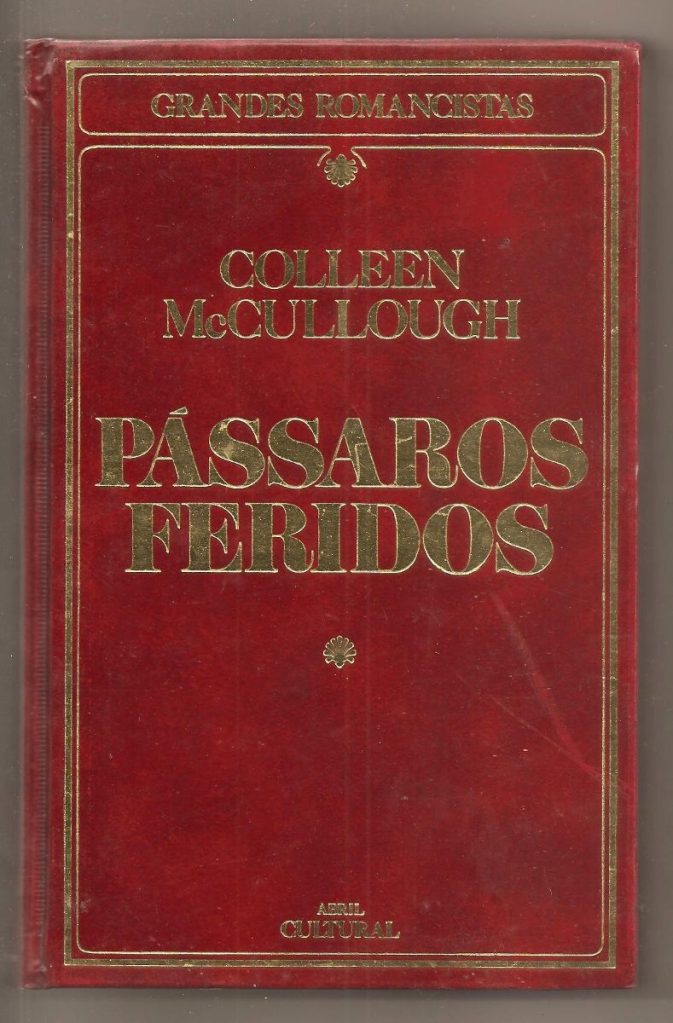 GRANDES ROMANCISTAS
COLLEEN
McCULLOUGH
PÁSSAROS
FERIDOS
ABRIL
CULTURAL